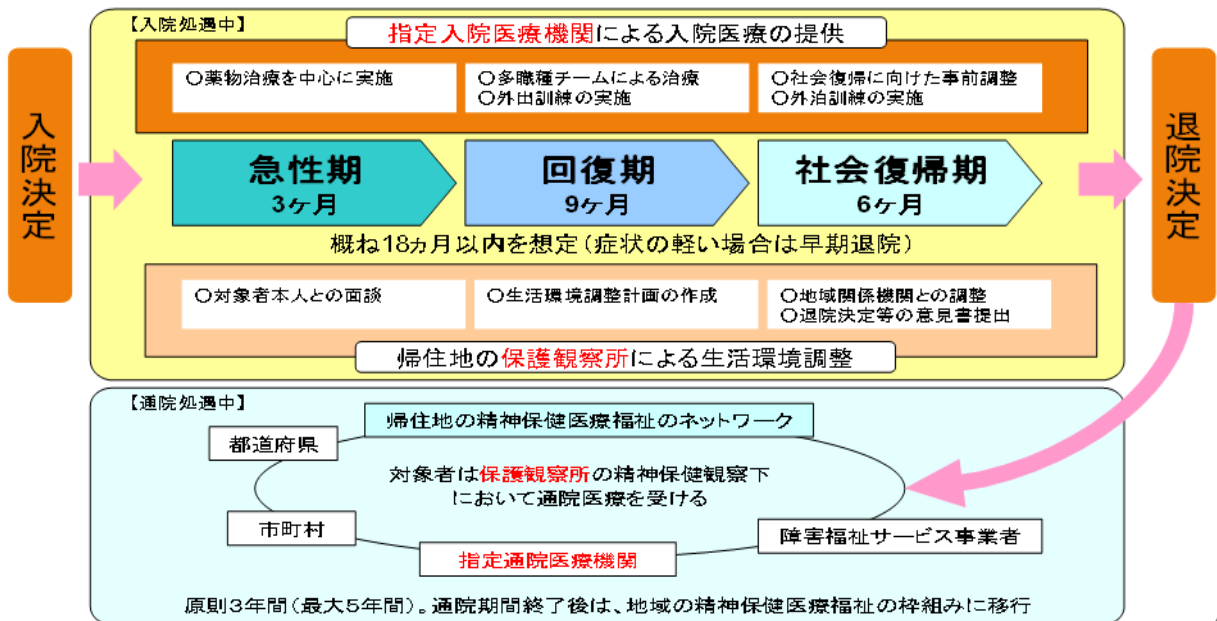 入院決定
【入院処遇中】
指定入院医療機関による入院医療の提供
○薬物治療を中心に実施
○多職種チームによる治療
○外出訓練の実施
○社会復帰に向けた事前調整
○外泊訓練の実施
急性期
3ヶ月
回復期
9ヶ月
社会復帰期
6ヶ月
概ね18ヵ月以内を想定(症状の軽い場合は早期退院)
○対象者本人との面談
○生活環境調整計画の作成
○地域関係機関との調整
○退院決定等の意見書提出
帰住地の保護観察所による生活環境調整
退院決定
【通院処遇中】
帰住地の精神保健医療福祉のネットワーク
都道府県
対象者は保護観察所の精神保健観察下
において通院医療を受ける
市町村
指定通院医療機関
障害福祉サービス事業者
原則3年間(最大5年間)。通院期間終了後は、地域の精神保健医療福祉の枠組みに移行